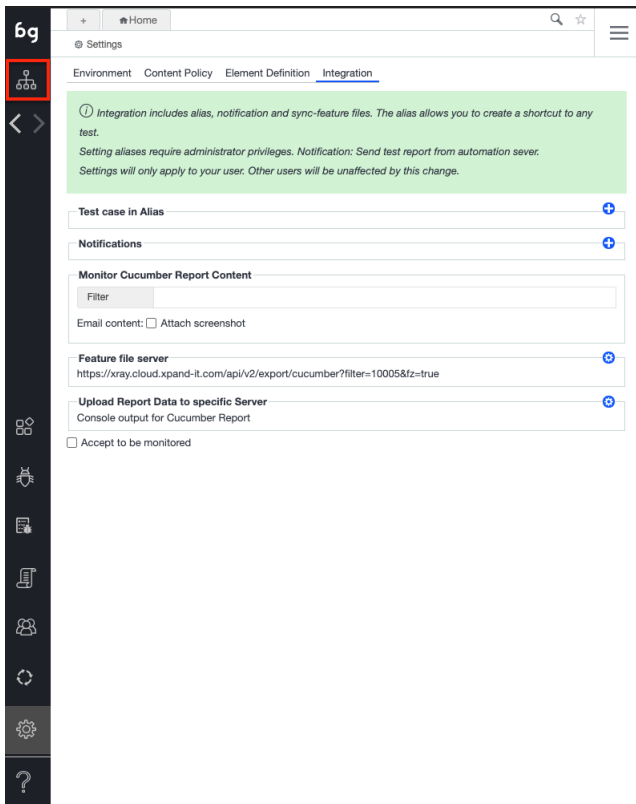 bg
+ Home
Settings
Environment Content Policy Element Definition Integration
Integration includes alias, notification and sync-feature files. The alias allows you to create a shortcut to any
test.
Setting aliases require administrator privileges. Notification: Send test report from automation sever.
Settings will only apply to your user. Other users will be unaffected by this change.
Test case in Alias
Notifications
Monitor Cucumber Report Content
Filter
Email content: Attach screenshot
Feature file server
https://xray.cloud.xpand-it.com/api/v2/export/cucumber?filter=10005&fz=true
Upload Report Data to specific Server
Console output for Cucumber Report
Accept to be monitored